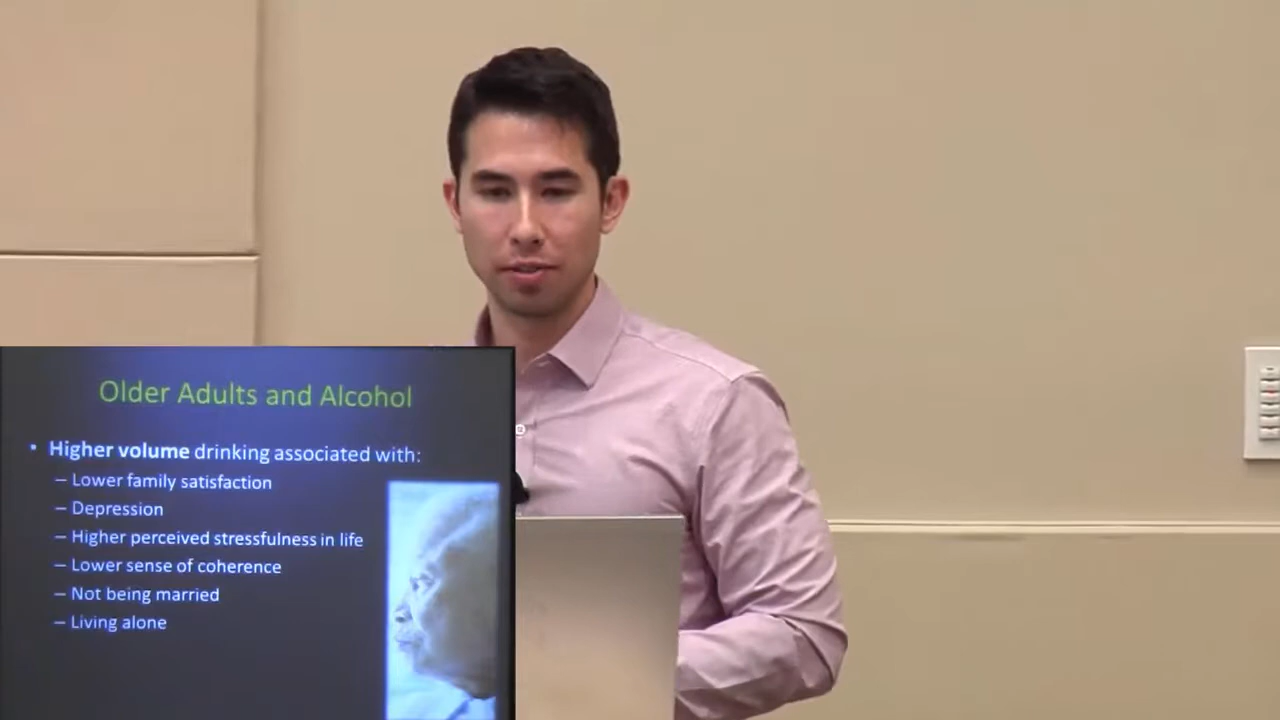 Older Adults and Alcohol
• Higher volume drinking associated with:
– Lower family satisfaction
– Depression
– Higher perceived stressfulness in life
– Lower sense of coherence
– Not being married
– Living alone